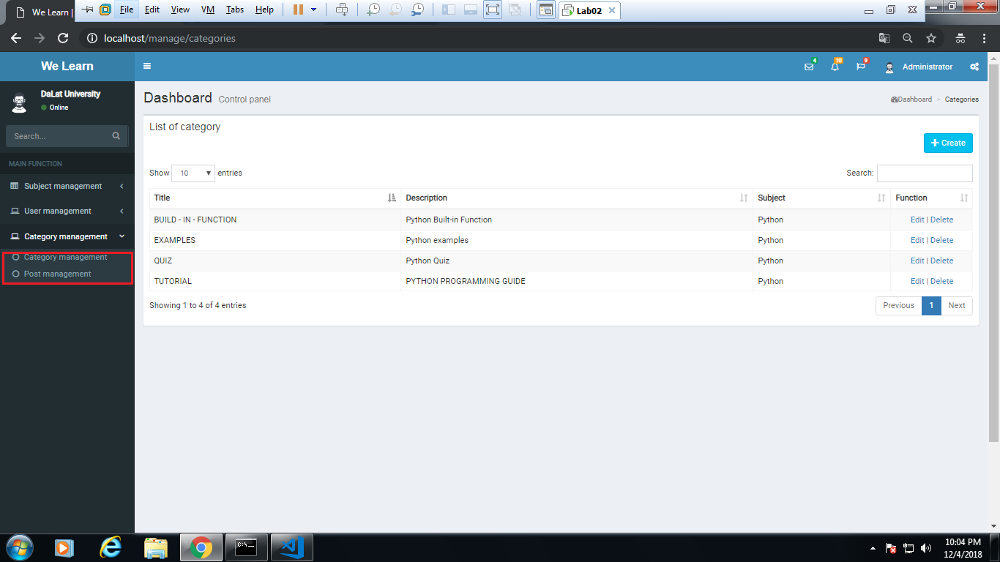 We Learn |
File Edit View VM Tabs Help
Lab02
localhost/manage/categories
We Learn
4 10 9 Administrator
DaLat University
Online
Dashboard Control panel
Dashboard > Categories
Search...
MAIN FUNCTION
Subject management
User management
Category management
Category management
Post management
List of category
Create
Show 10 entries
Search:
Title Description Subject Function
BUILD - IN - FUNCTION Python Built-in Function Python Edit | Delete
EXAMPLES Python examples Python Edit | Delete
QUIZ Python Quiz Python Edit | Delete
TUTORIAL PYTHON PROGRAMMING GUIDE Python Edit | Delete
Showing 1 to 4 of 4 entries
Previous 1 Next
C:\.
10:04 PM
12/4/2018